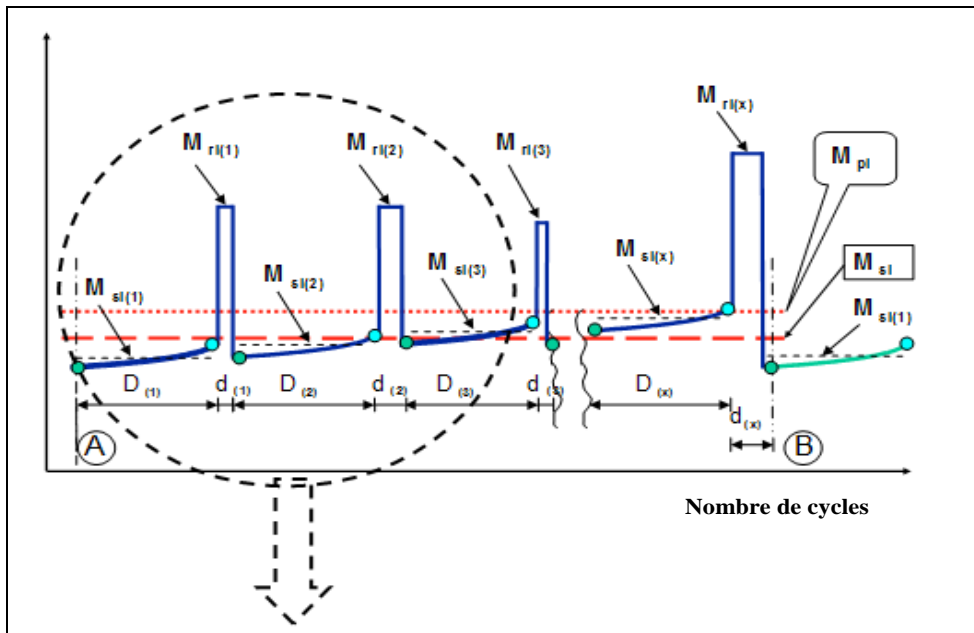 M rl(x)
M rl(1)
M rl(2)
M rl(3)
M pl
M sl(x)
M sl
M sl(3)
M sl(2)
M sl(1)
M sl(1)
D (1)
d (1)
D (2)
d (2)
D (3)
d (3)
D (x)
d (x)
A
B
Nombre de cycles